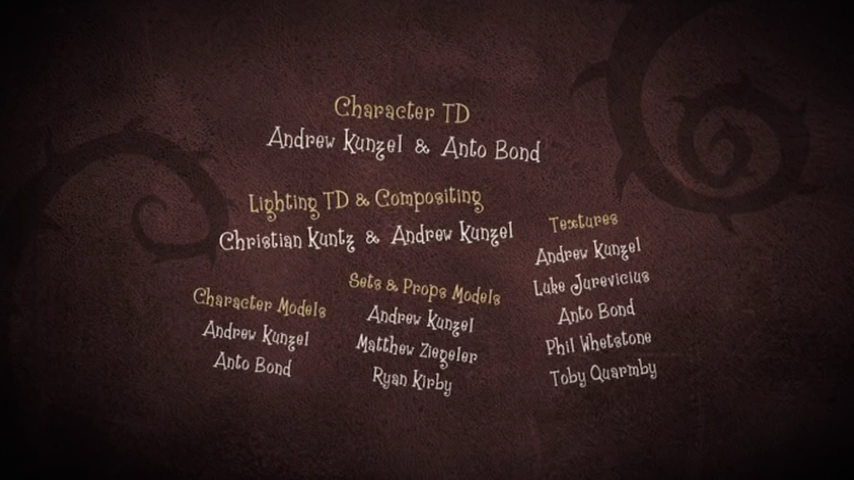 Character TD
Andrew Kunzel & Anto Bond
Lighting TD & Compositing
Christian Kuntz & Andrew Kunzel
Character Models
Andrew Kunzel
Anto Bond
Sets & Props Models
Andrew Kunzel
Matthew Ziegeler
Ryan Kirby
Textures
Andrew Kunzel
Luke Jurevicius
Anto Bond
Phil Whetstone
Toby Quarmby